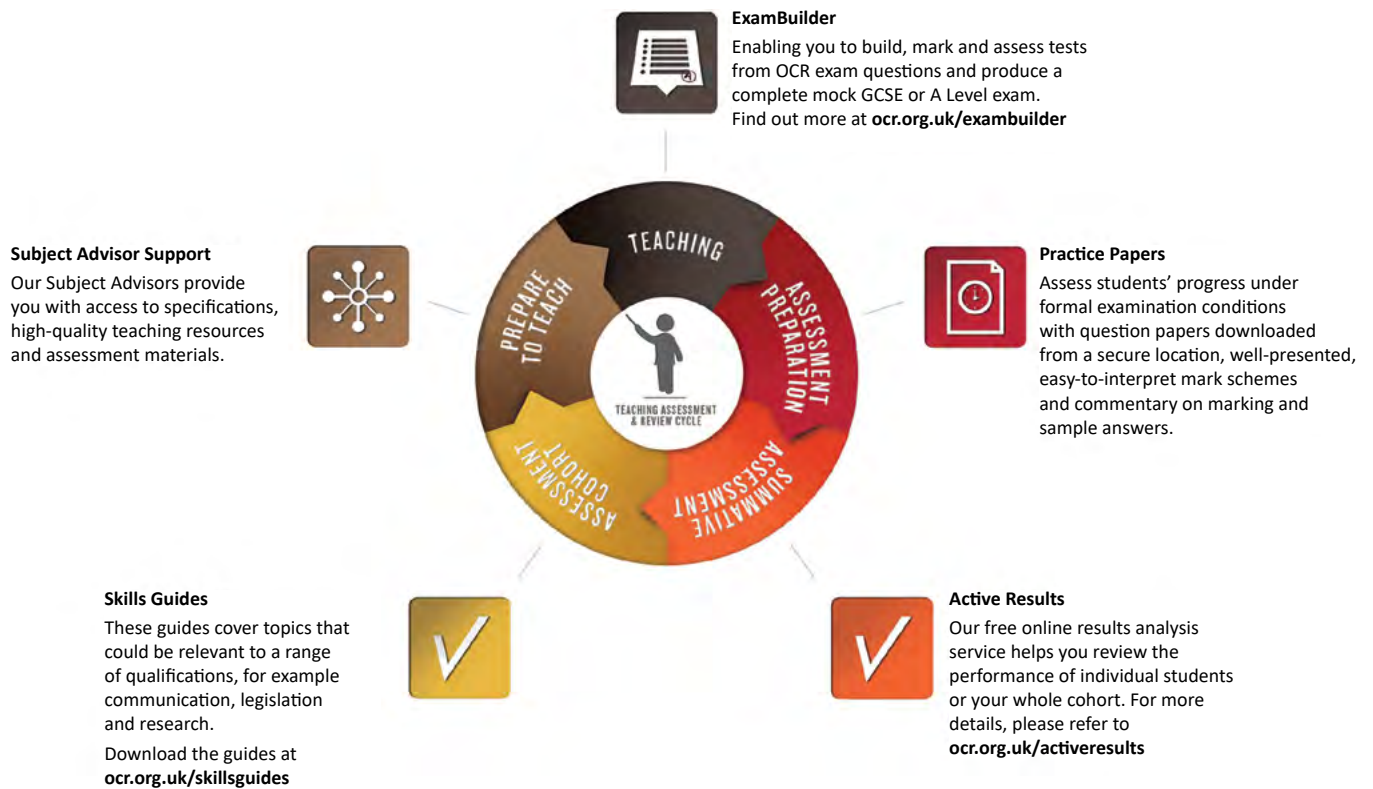 ExamBuilder
Enabling you to build, mark and assess tests
from OCR exam questions and produce a
complete mock GCSE or A Level exam.
Find out more at ocr.org.uk/exambuilder
Subject Advisor Support
Our Subject Advisors provide
you with access to specifications,
high-quality teaching resources
and assessment materials.
TEACHING
PREPARE
TO TEACH
ASSESSMENT
PREPARATION
SUMMATIVE
ASSESSMENT
ASSESSMENT
COHORT
TEACHING ASSESSMENT
& REVIEW CYCLE
Practice Papers
Assess students’ progress under
formal examination conditions
with question papers downloaded
from a secure location, well-presented,
easy-to-interpret mark schemes
and commentary on marking and
sample answers.
Skills Guides
These guides cover topics that
could be relevant to a range
of qualifications, for example
communication, legislation
and research.
Download the guides at
ocr.org.uk/skillsguides
Active Results
Our free online results analysis
service helps you review the
performance of individual students
or your whole cohort. For more
details, please refer to
ocr.org.uk/activeresults